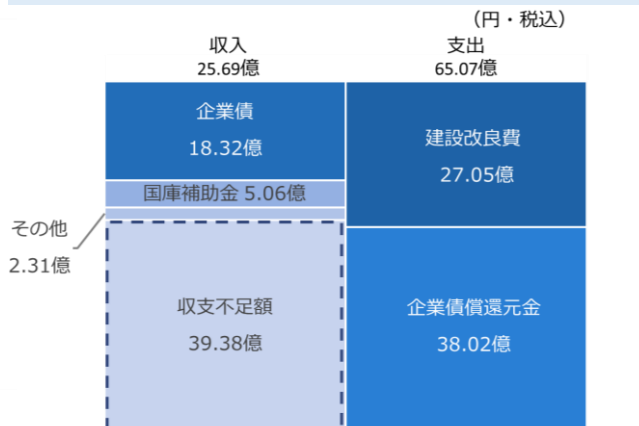 (円・税込)
収入
25.69億
支出
65.07億
企業債
18.32億
国庫補助金 5.06億
その他
2.31億
収支不足額
39.38億
建設改良費
27.05億
企業債償還元金
38.02億